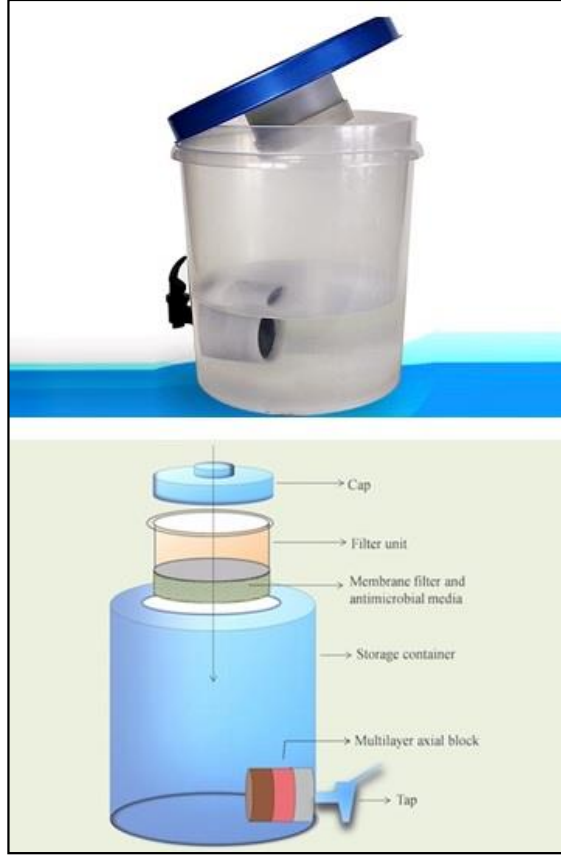 Cap
Filter unit
Membrane filter and
antimicrobial media
Storage container
Multilayer axial block
Tap